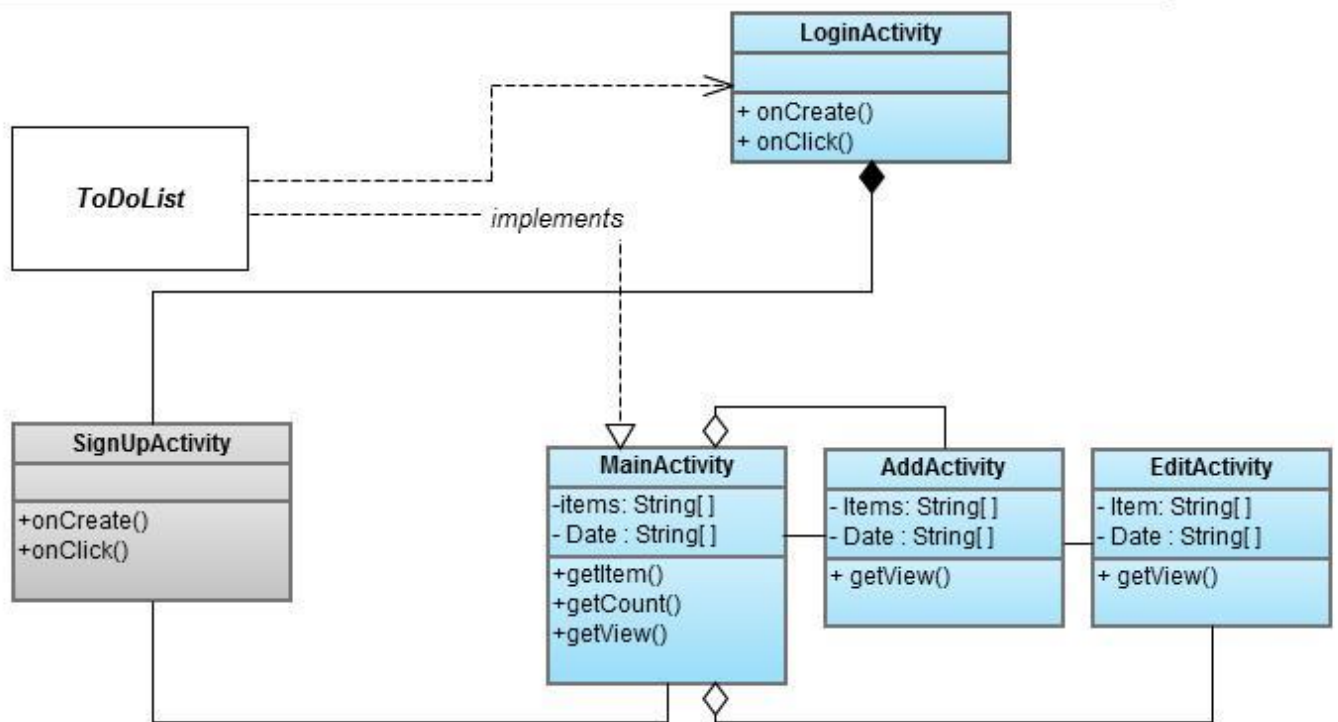 LoginActivity
+ onCreate()
+ onClick()
ToDoList
implements
SignUpActivity
+onCreate()
+onClick()
MainActivity
-items: String[ ]
- Date : String[ ]
+getItem()
+getCount()
+getView()
AddActivity
- Items: String[ ]
- Date : String[ ]
+ getView()
EditActivity
- Item: String[ ]
- Date : String[ ]
+ getView()